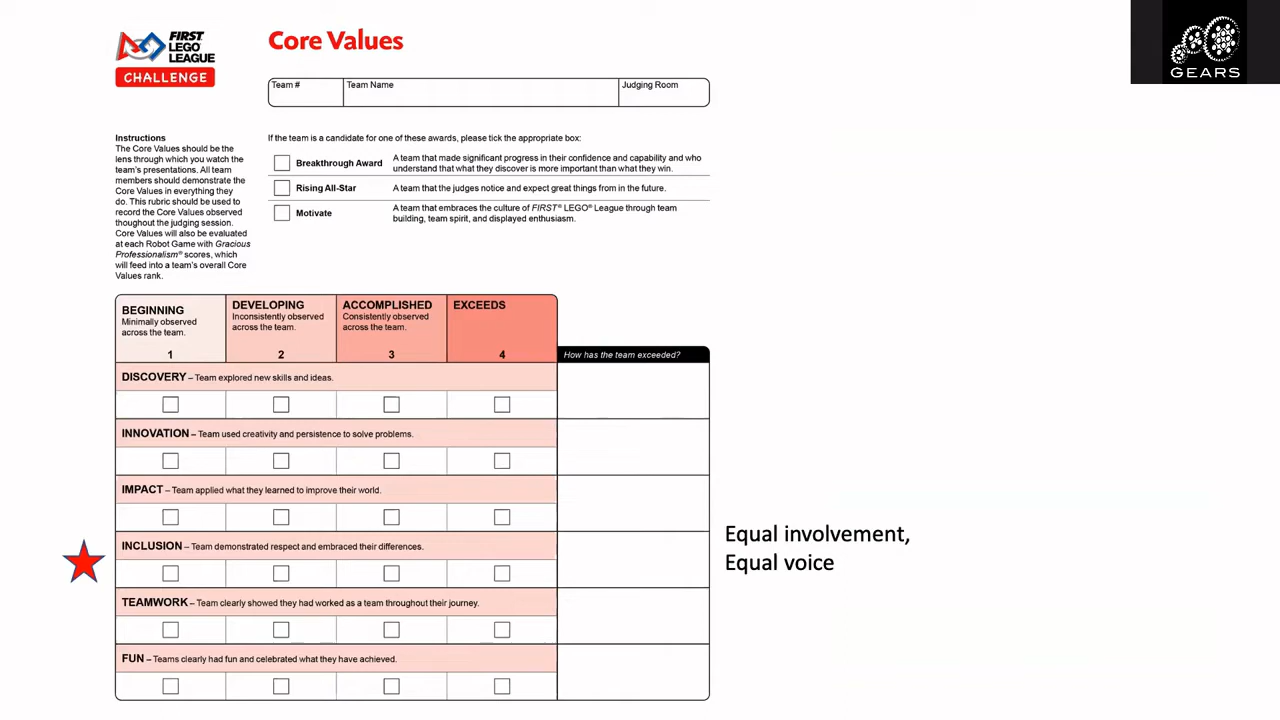 FIRST
LEGO
LEAGUE
CHALLENGE
Core Values
GEARS
Team #
Team Name
Judging Room
Instructions
The Core Values should be the
lens through which you watch the
team's presentations. All team
members should demonstrate the
Core Values in everything they
do. This rubric should be used to
record the Core Values observed
thoughout the judging session.
Core Values will also be evaluated
at each Robot Game with Gracious
Professionalism® scores, which
will feed into a team's overall Core
Values rank.
If the team is a candidate for one of these awards, please tick the appropriate box:
Breakthrough Award
A team that made significant progress in their confidence and capability and who
understand that what they discover is more important than what they win.
Rising All-Star
A team that the judges notice and expect great things from in the future.
Motivate
A team that embraces the culture of FIRST® LEGO® League through team
building, team spirit, and displayed enthusiasm.
BEGINNING
Minimally observed
across the team.
1
DEVELOPING
Inconsistently observed
across the team.
2
ACCOMPLISHED
Consistently observed
across the team.
3
EXCEEDS
4
How has the team exceeded?
DISCOVERY – Team explored new skills and ideas.
INNOVATION – Team used creativity and persistence to solve problems.
IMPACT – Team applied what they learned to improve their world.
INCLUSION – Team demonstrated respect and embraced their differences.
TEAMWORK – Team clearly showed they had worked as a team throughout their journey.
FUN – Teams clearly had fun and celebrated what they have achieved.
Equal involvement,
Equal voice